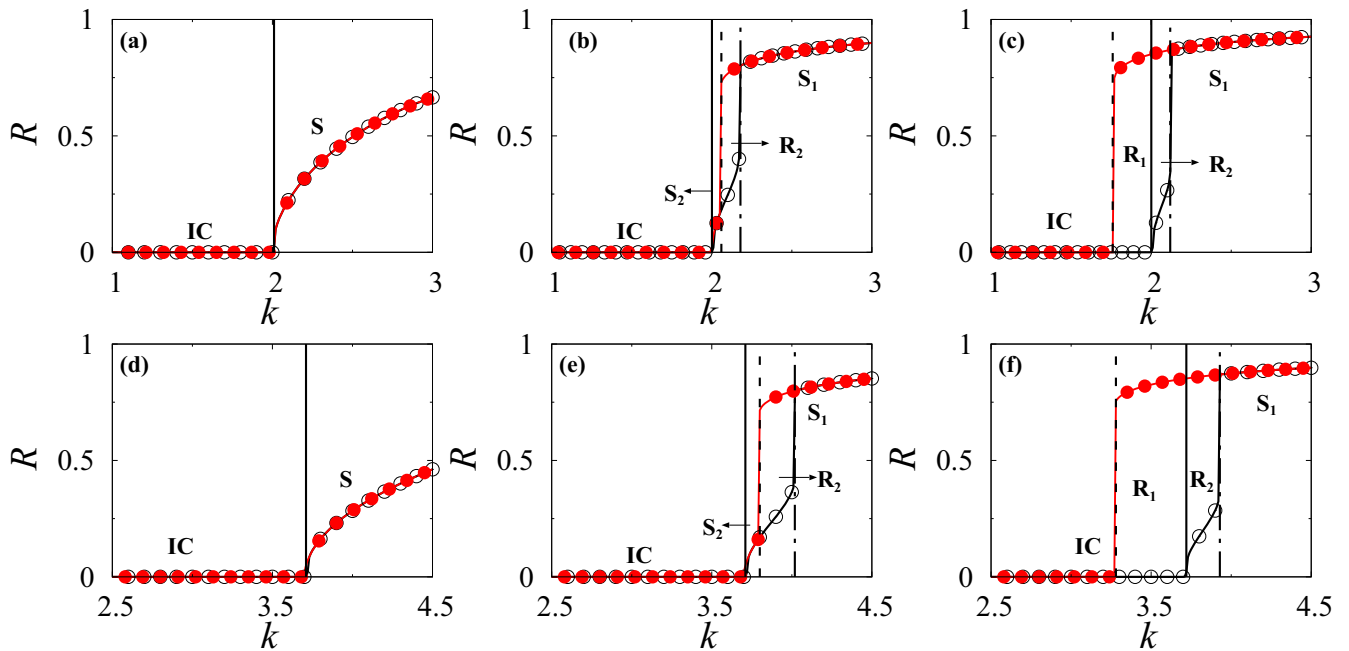 (a)
R
1
0.5
0
S
IC
1
2
3
k
(b)
R
1
0.5
0
S₁
R₂
S₂
IC
1
2
3
k
(c)
R
1
0.5
0
S₁
R₁
R₂
IC
1
2
3
k
(d)
R
1
0.5
0
S
IC
2.5
3.5
4.5
k
(e)
R
1
0.5
0
S₁
R₂
S₂
IC
2.5
3.5
4.5
k
(f)
R
1
0.5
0
S₁
R₁ R₂
IC
2.5
3.5
4.5
k